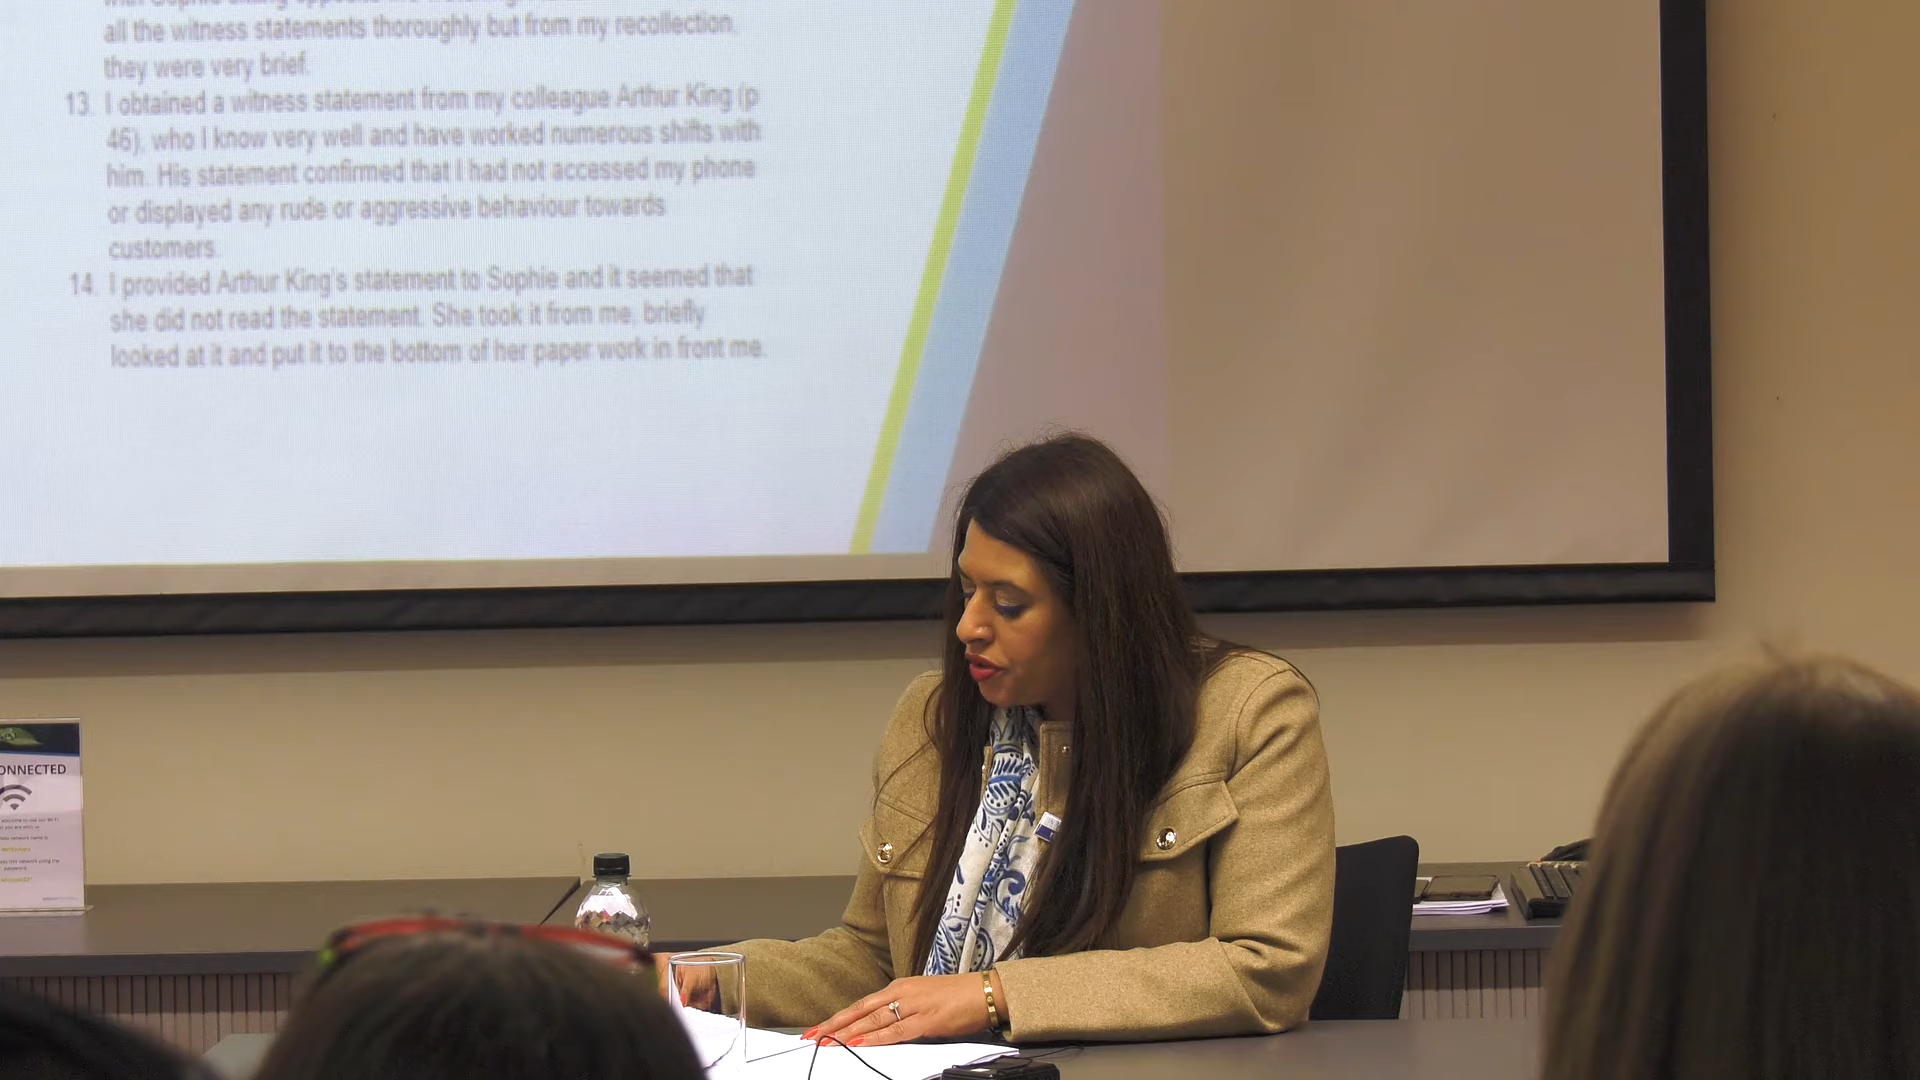 all the witness statements thoroughly but from my recollection,
they were very brief.
13. I obtained a witness statement from my colleague Arthur King (p
46), who I know very well and have worked numerous shifts with
him. His statement confirmed that I had not accessed my phone
or displayed any rude or aggressive behaviour towards
customers.
14. I provided Arthur King's statement to Sophie and it seemed that
she did not read the statement. She took it from me, briefly
looked at it and put it to the bottom of her paper work in front me.
ONNECTED